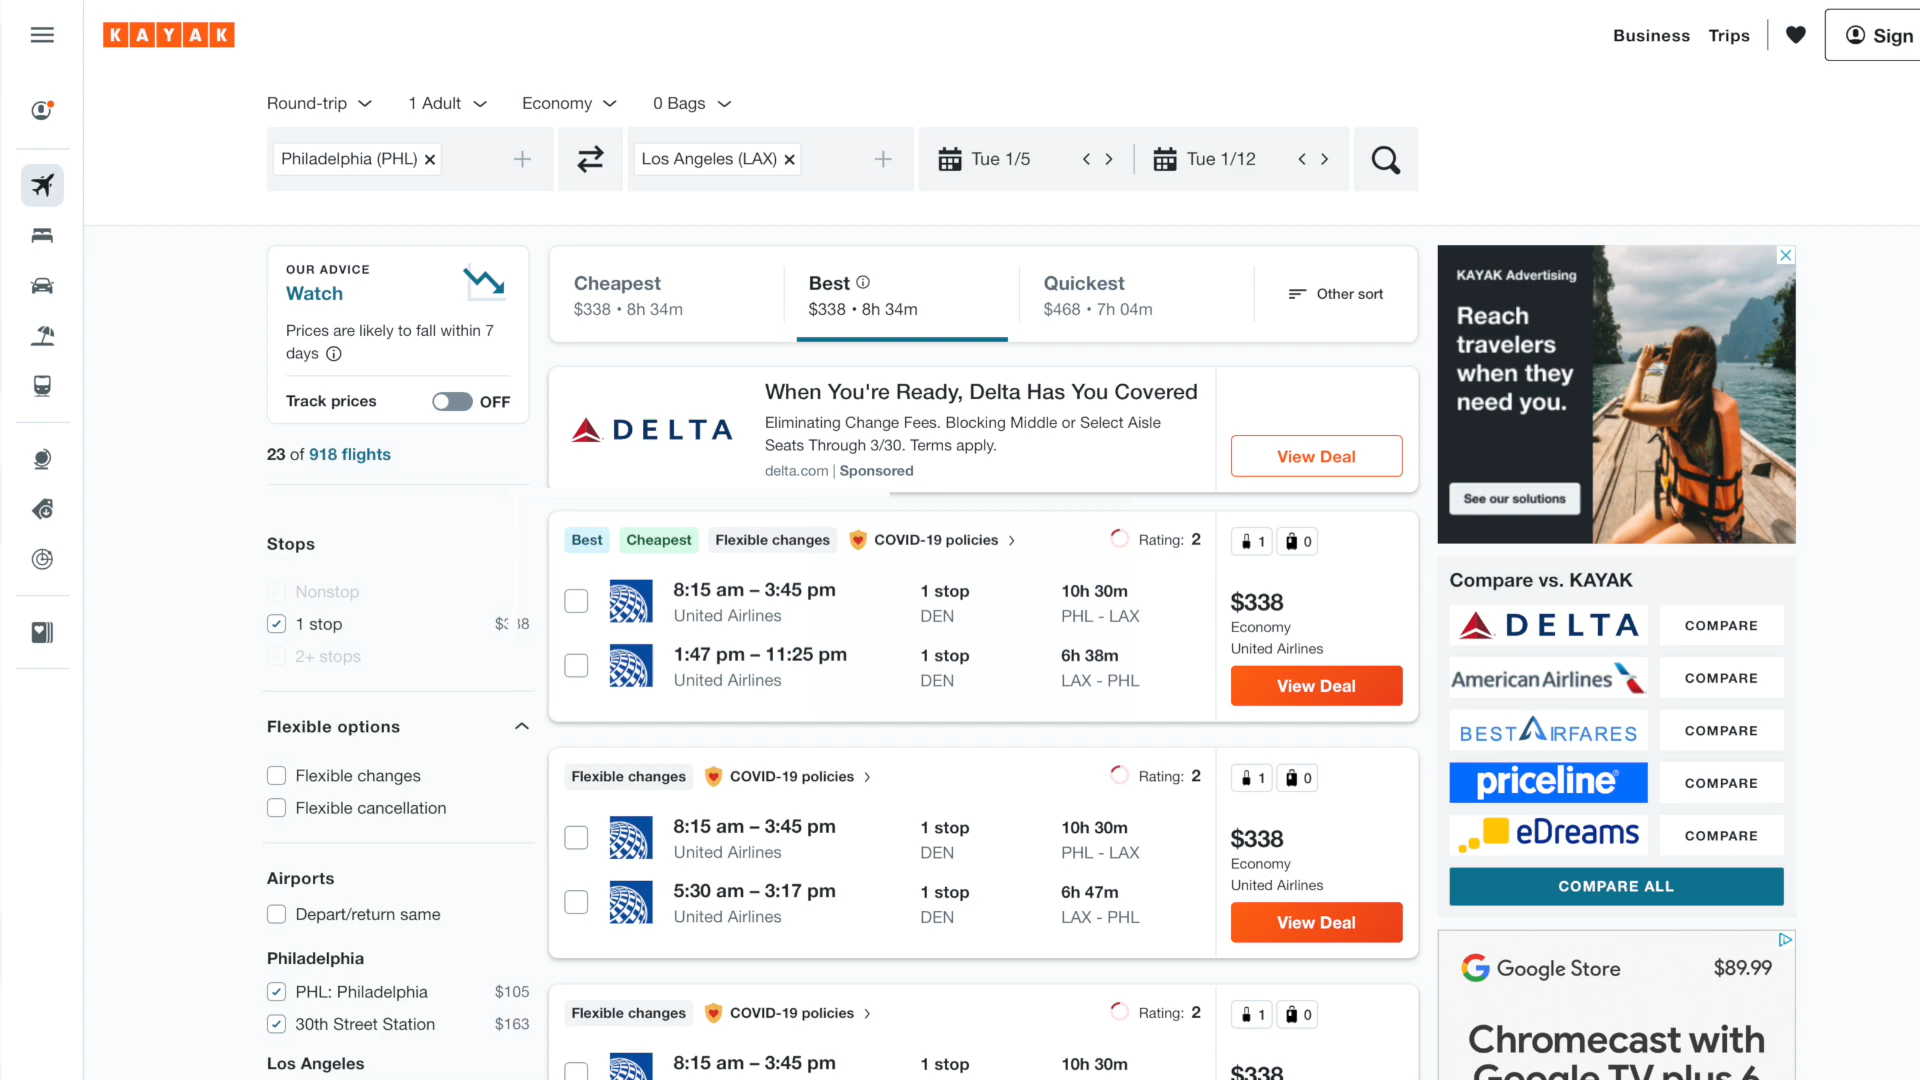 KAYAK
Business
Trips
Sign
Round-trip
1 Adult
Economy
0 Bags
Philadelphia (PHL)
Los Angeles (LAX)
Tue 1/5
Tue 1/12
OUR ADVICE
Watch
Prices are likely to fall within 7
days
Track prices
OFF
23 of 918 flights
Stops
Nonstop
1 stop
2+ stops
Flexible options
Flexible changes
Flexible cancellation
Airports
Depart/return same
Philadelphia
PHL: Philadelphia $105
30th Street Station $163
Los Angeles
Cheapest
$338 • 8h 34m
Best
$338 • 8h 34m
Quickest
$468 • 7h 04m
Other sort
DELTA
When You're Ready, Delta Has You Covered
Eliminating Change Fees. Blocking Middle or Select Aisle
Seats Through 3/30. Terms apply.
delta.com | Sponsored
View Deal
Best Cheapest Flexible changes COVID-19 policies Rating: 2
8:15 am – 3:45 pm 1 stop 10h 30m
United Airlines DEN PHL - LAX
1:47 pm – 11:25 pm 1 stop 6h 38m
United Airlines DEN LAX - PHL
1 0
$338
Economy
United Airlines
View Deal
Flexible changes COVID-19 policies Rating: 2
8:15 am – 3:45 pm 1 stop 10h 30m
United Airlines DEN PHL - LAX
5:30 am – 3:17 pm 1 stop 6h 47m
United Airlines DEN LAX - PHL
1 0
$338
Economy
United Airlines
View Deal
Flexible changes COVID-19 policies Rating: 2
8:15 am – 3:45 pm 1 stop 10h 30m
1 0
$338
KAYAK Advertising
Reach
travelers
when they
need you.
See our solutions
Compare vs. KAYAK
DELTA COMPARE
American Airlines COMPARE
BESTAIRFARES COMPARE
priceline® COMPARE
eDreams COMPARE
COMPARE ALL
Google Store $89.99
Chromecast with
Google TV plus 6